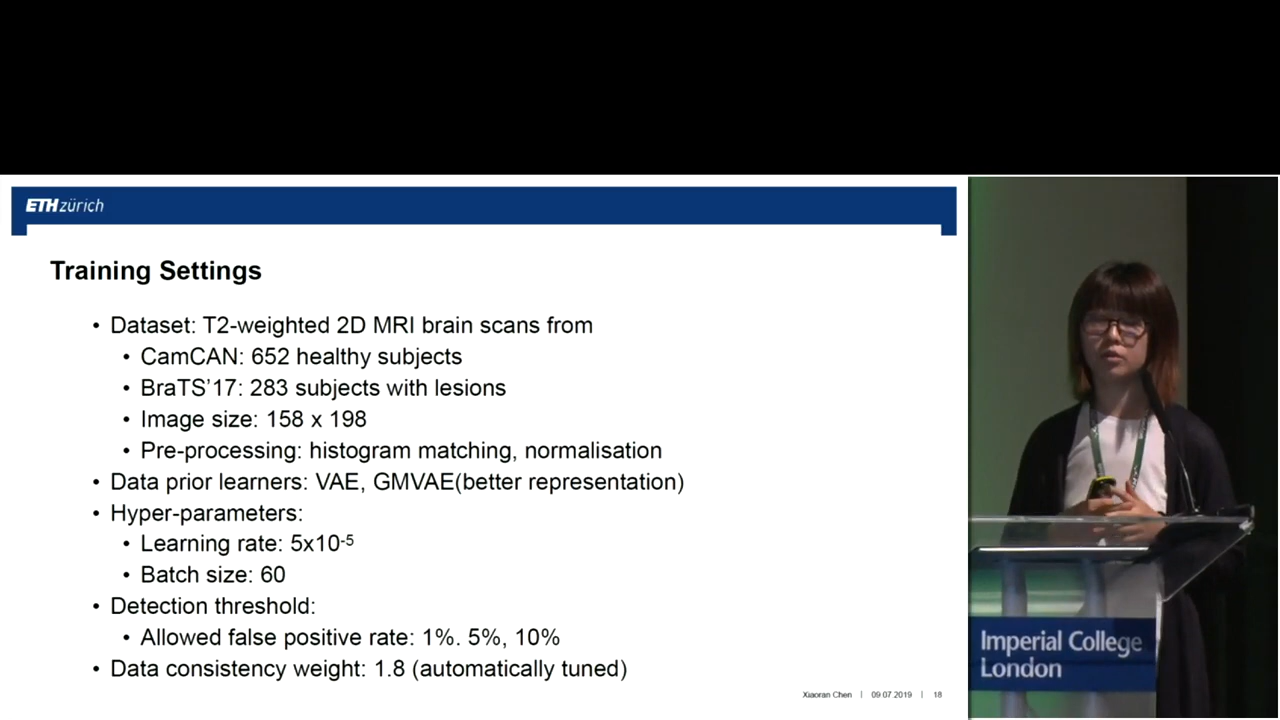 ETH zürich
Training Settings
• Dataset: T2-weighted 2D MRI brain scans from
• CamCAN: 652 healthy subjects
• BraTS’17: 283 subjects with lesions
• Image size: 158 x 198
• Pre-processing: histogram matching, normalisation
• Data prior learners: VAE, GMVAE(better representation)
• Hyper-parameters:
• Learning rate: 5x10⁻⁵
• Batch size: 60
• Detection threshold:
• Allowed false positive rate: 1%. 5%, 10%
• Data consistency weight: 1.8 (automatically tuned)
Xiaoran Chen | 09.07.2019 | 18
Imperial College
London